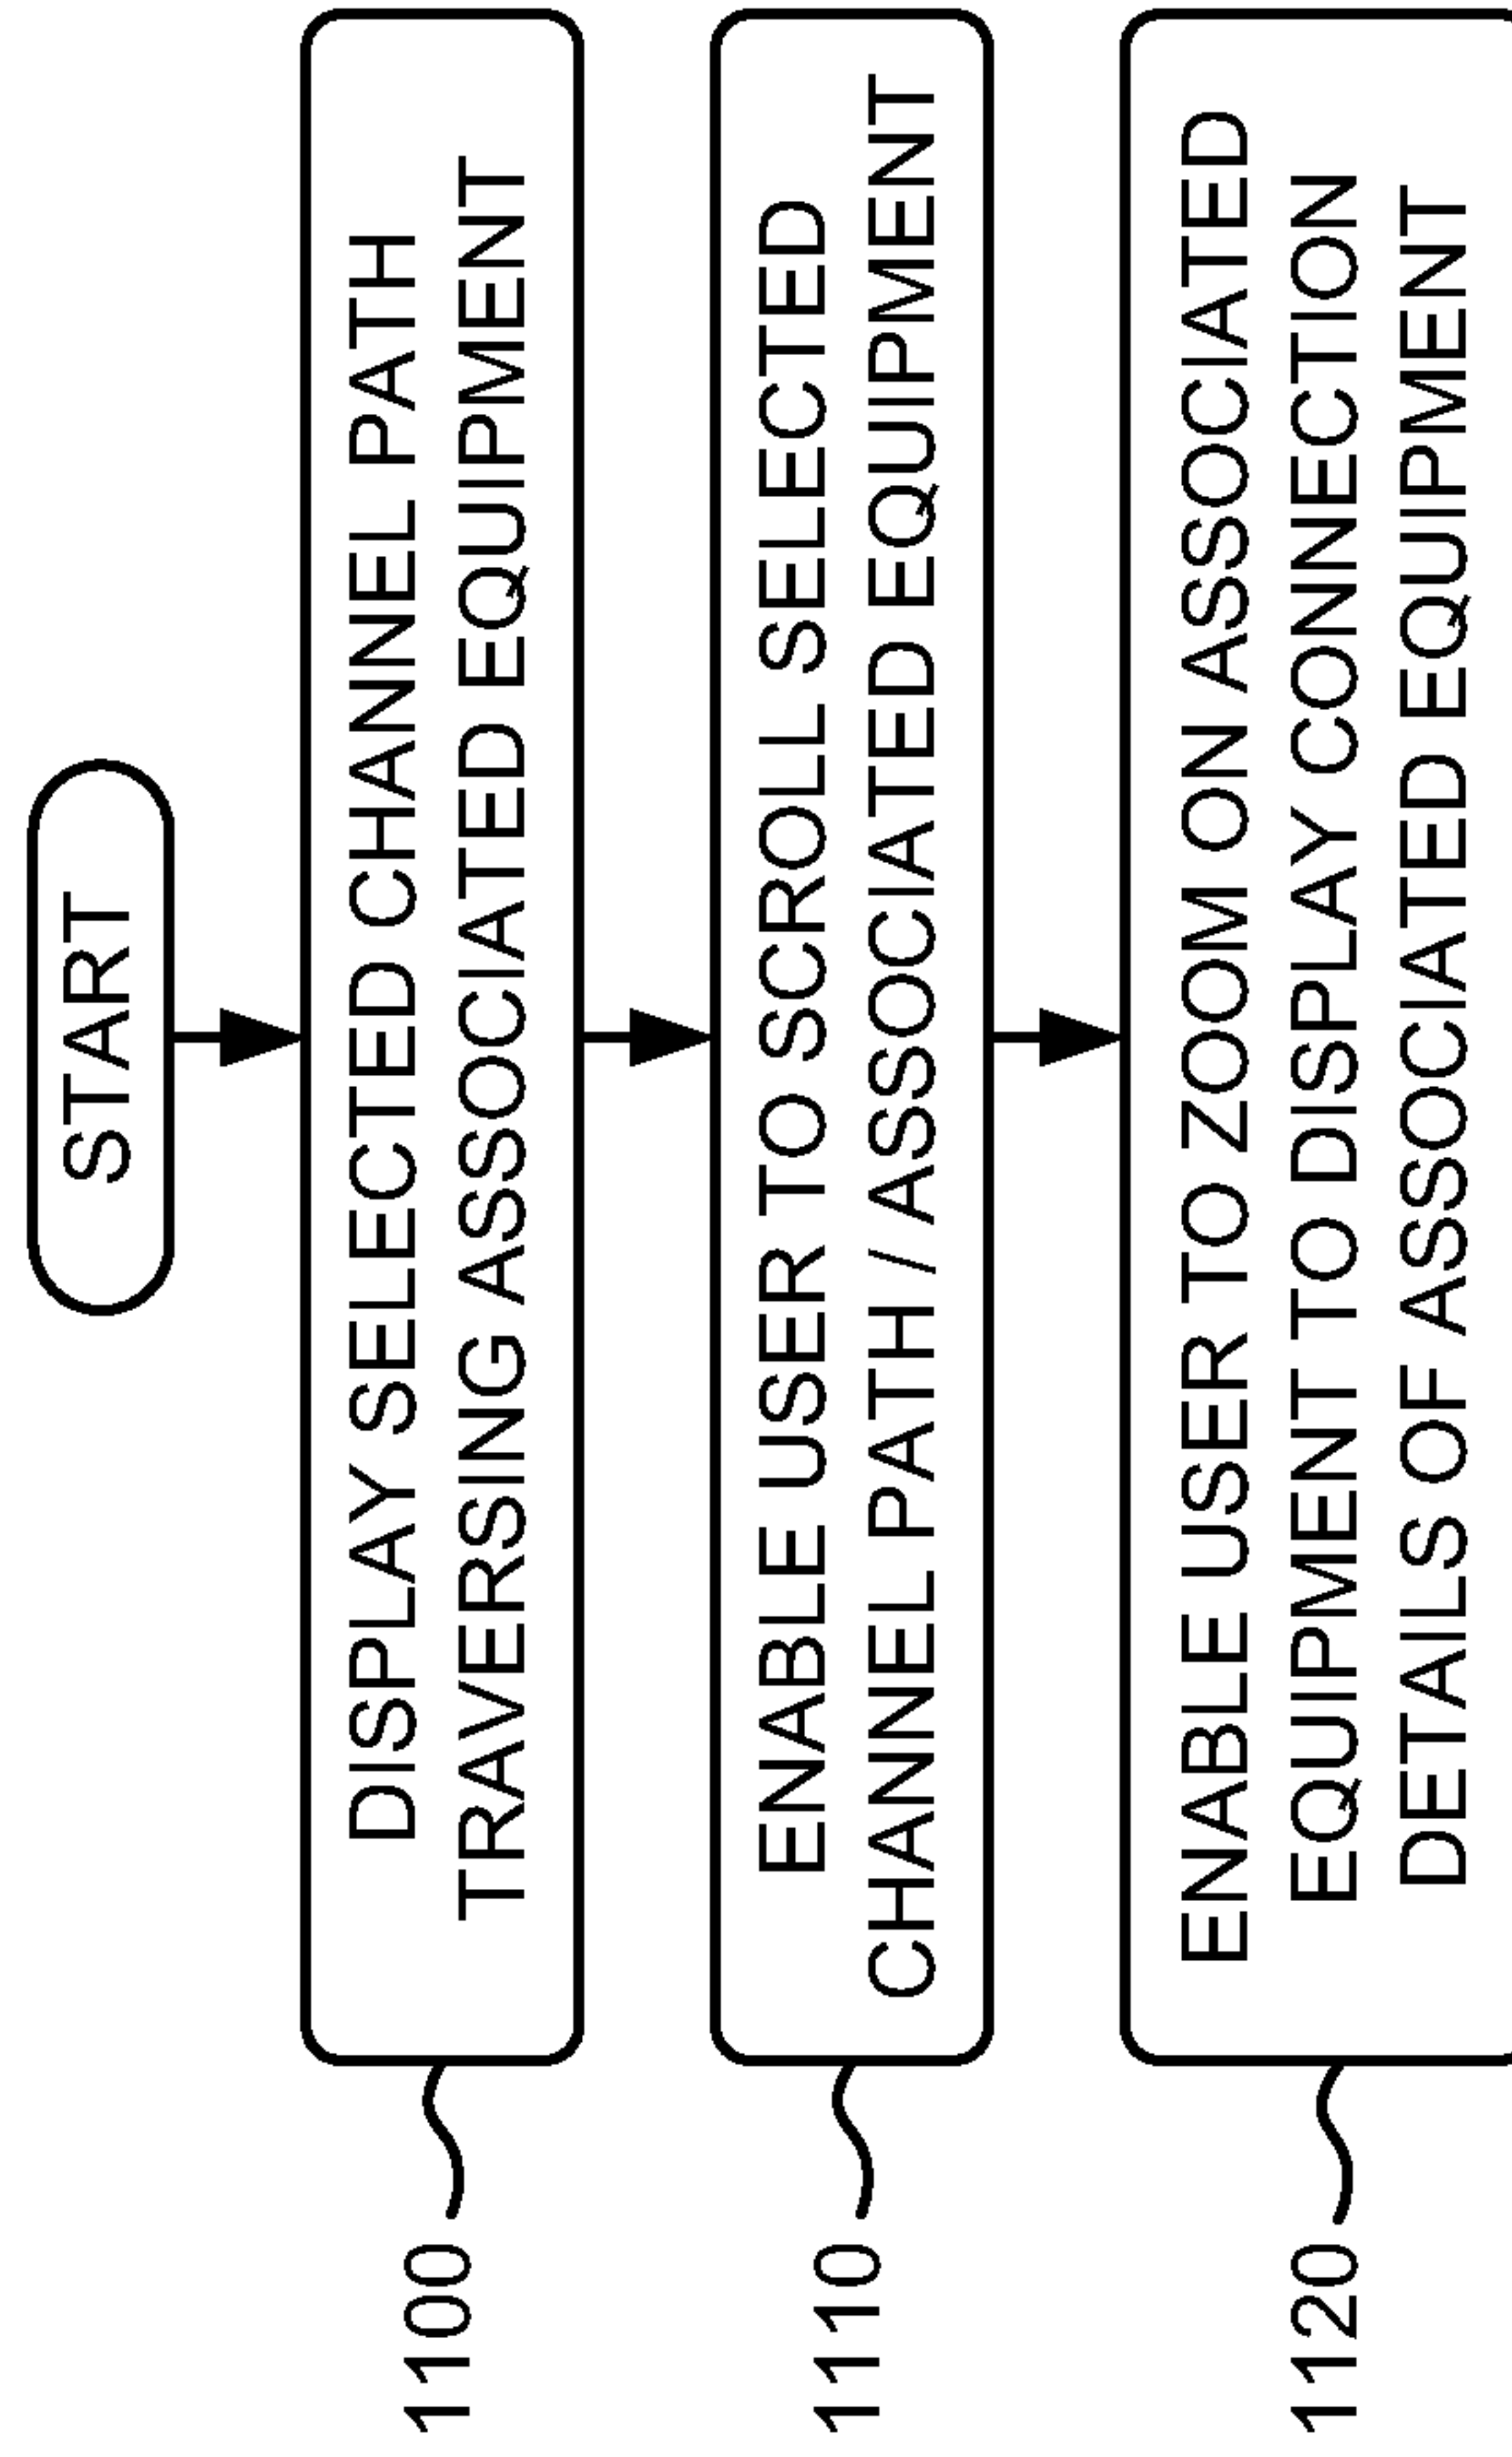 START
DISPLAY SELECTED CHANNEL PATH
TRAVERSING ASSOCIATED EQUIPMENT
1100
ENABLE USER TO SCROLL SELECTED
CHANNEL PATH / ASSOCIATED EQUIPMENT
1110
ENABLE USER TO ZOOM ON ASSOCIATED
EQUIPMENT TO DISPLAY CONNECTION
DETAILS OF ASSOCIATED EQUIPMENT
1120